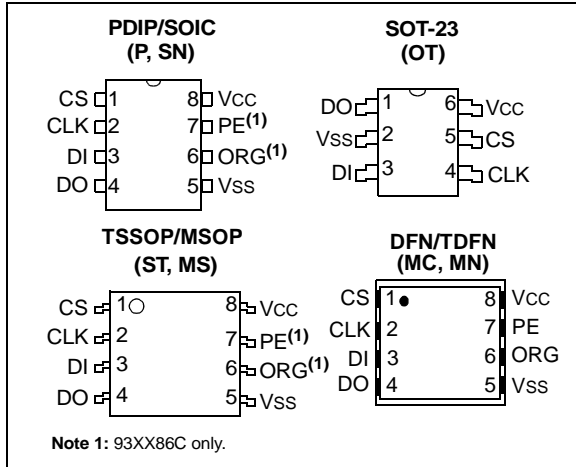 PDIP/SOIC
(P, SN)
CS 1 8 VCC
CLK 2 7 PE(1)
DI 3 6 ORG(1)
DO 4 5 VSS
SOT-23
(OT)
DO 1 6 VCC
VSS 2 5 CS
DI 3 4 CLK
TSSOP/MSOP
(ST, MS)
CS 1 8 VCC
CLK 2 7 PE(1)
DI 3 6 ORG(1)
DO 4 5 VSS
DFN/TDFN
(MC, MN)
CS 1 8 VCC
CLK 2 7 PE
DI 3 6 ORG
DO 4 5 VSS
Note 1: 93XX86C only.